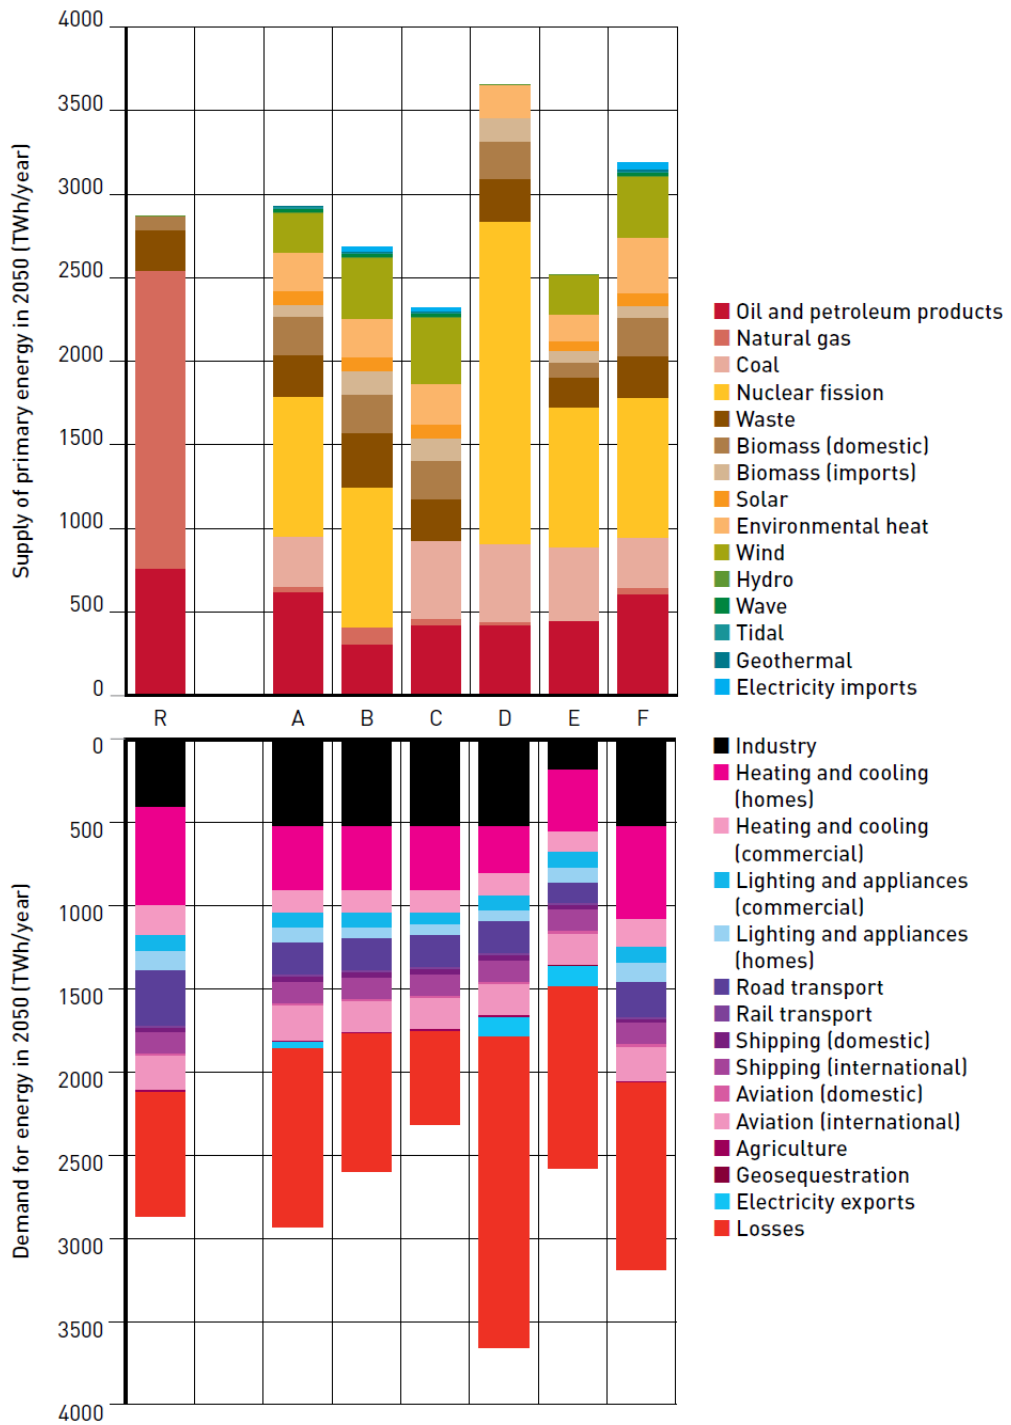 Supply of primary energy in 2050 (TWh/year)
4000
3500
3000
2500
2000
1500
1000
500
0
R
A
B
C
D
E
F
Oil and petroleum products
Natural gas
Coal
Nuclear fission
Waste
Biomass (domestic)
Biomass (imports)
Solar
Environmental heat
Wind
Hydro
Wave
Tidal
Geothermal
Electricity imports
Demand for energy in 2050 (TWh/year)
0
500
1000
1500
2000
2500
3000
3500
4000
Industry
Heating and cooling
(homes)
Heating and cooling
(commercial)
Lighting and appliances
(commercial)
Lighting and appliances
(homes)
Road transport
Rail transport
Shipping (domestic)
Shipping (international)
Aviation (domestic)
Aviation (international)
Agriculture
Geosequestration
Electricity exports
Losses